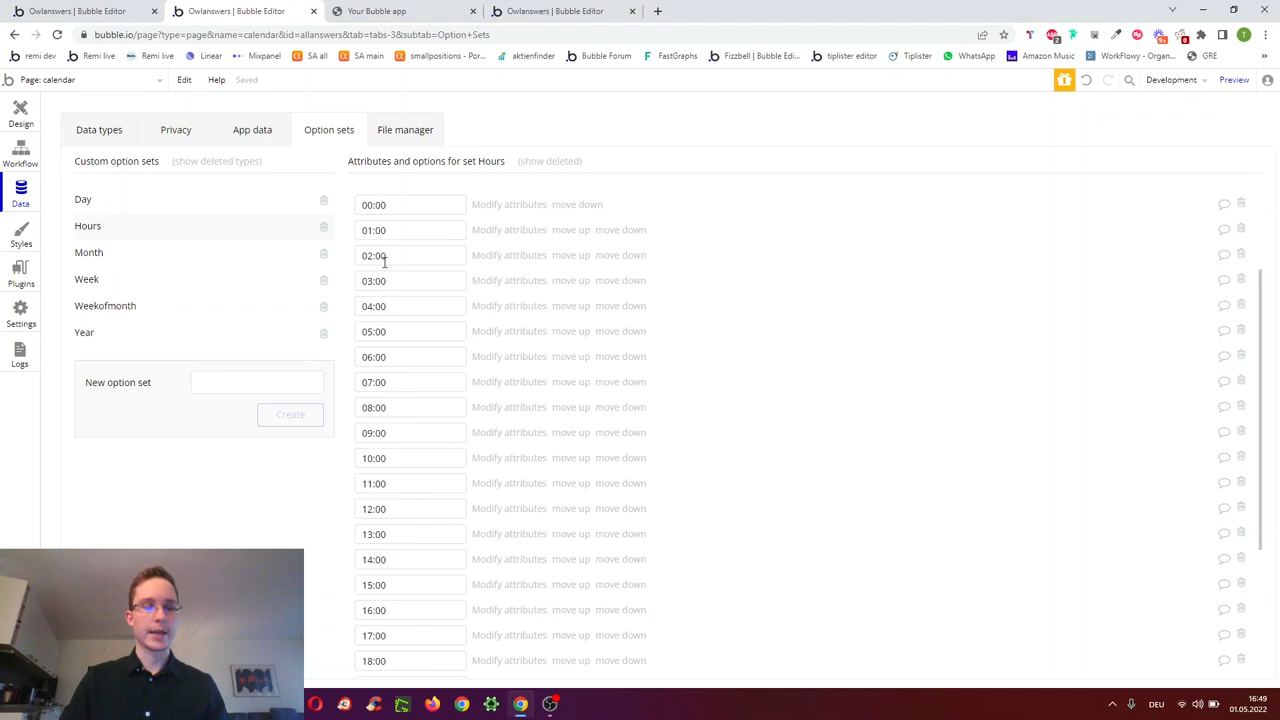 Owlanswers | Bubble Editor
Owlanswers | Bubble Editor
Your Bubble app
Owlanswers | Bubble Editor
bubble.io/page?type=page&name=calendar&id=allanswers&tab=tabs-3&subtab=Option+Sets
remi dev
Remi live
Remi live
Linear
Mixpanel
SA all
SA main
smallpositi0n - Por...
aktienfinder
Bubble Forum
FastGraphs
Fizzbell | Bubble Edi...
tiplister editor
Tiplister
WhatsApp
Amazon Music
WorkFlowy - Organ...
GRE
Page: calendar
Edit
Help
Saved
Development
Preview
Design
Workflow
Data
Styles
Plugins
Settings
Logs
Data types
Privacy
App data
Option sets
File manager
Custom option sets (show deleted types)
Day
Hours
Month
Week
Weekofmonth
Year
New option set
Create
Attributes and options for set Hours (show deleted)
00:00 Modify attributes move down
01:00 Modify attributes move up move down
02:00 Modify attributes move up move down
03:00 Modify attributes move up move down
04:00 Modify attributes move up move down
05:00 Modify attributes move up move down
06:00 Modify attributes move up move down
07:00 Modify attributes move up move down
08:00 Modify attributes move up move down
09:00 Modify attributes move up move down
10:00 Modify attributes move up move down
11:00 Modify attributes move up move down
12:00 Modify attributes move up move down
13:00 Modify attributes move up move down
14:00 Modify attributes move up move down
15:00 Modify attributes move up move down
16:00 Modify attributes move up move down
17:00 Modify attributes move up move down
18:00 Modify attributes move up move down
DEU
16:49
01.05.2022